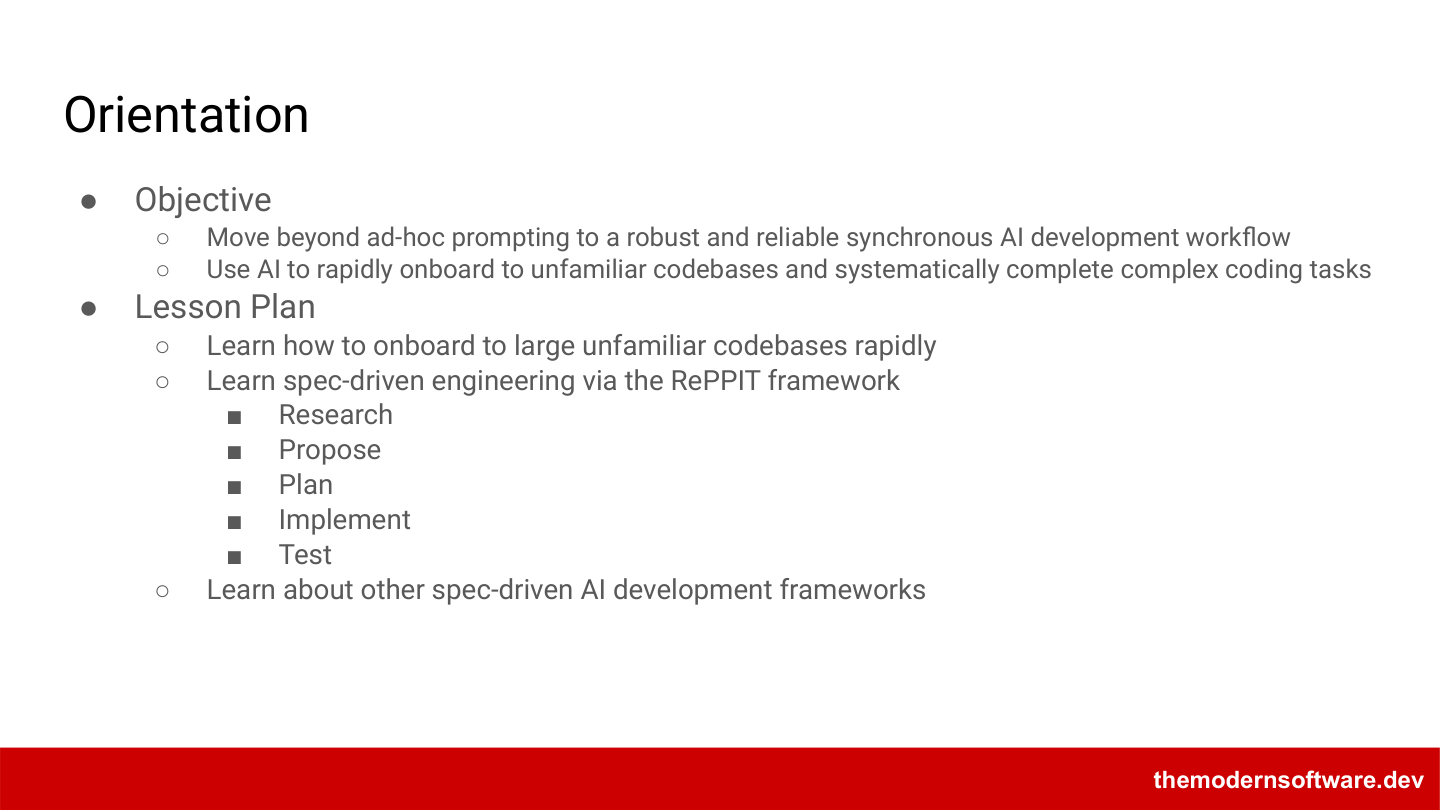 Orientation
● Objective
○ Move beyond ad-hoc prompting to a robust and reliable synchronous AI development workflow
○ Use AI to rapidly onboard to unfamiliar codebases and systematically complete complex coding tasks
● Lesson Plan
○ Learn how to onboard to large unfamiliar codebases rapidly
○ Learn spec-driven engineering via the RePPIT framework
■ Research
■ Propose
■ Plan
■ Implement
■ Test
○ Learn about other spec-driven AI development frameworks
themodernsoftware.dev